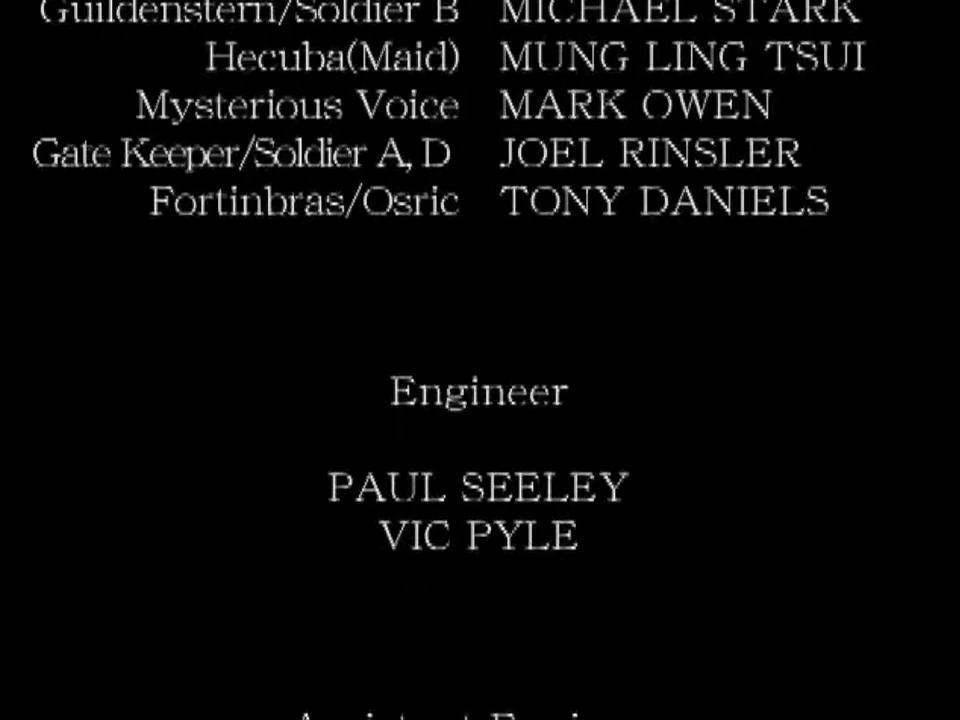 Guildenstern/Soldier B MICHAEL STARK
Hecuba(Maid) MUNG LING TSUI
Mysterious Voice MARK OWEN
Gate Keeper/Soldier A, D JOEL RINSLER
Fortinbras/Osric TONY DANIELS
Engineer
PAUL SEELEY
VIC PYLE